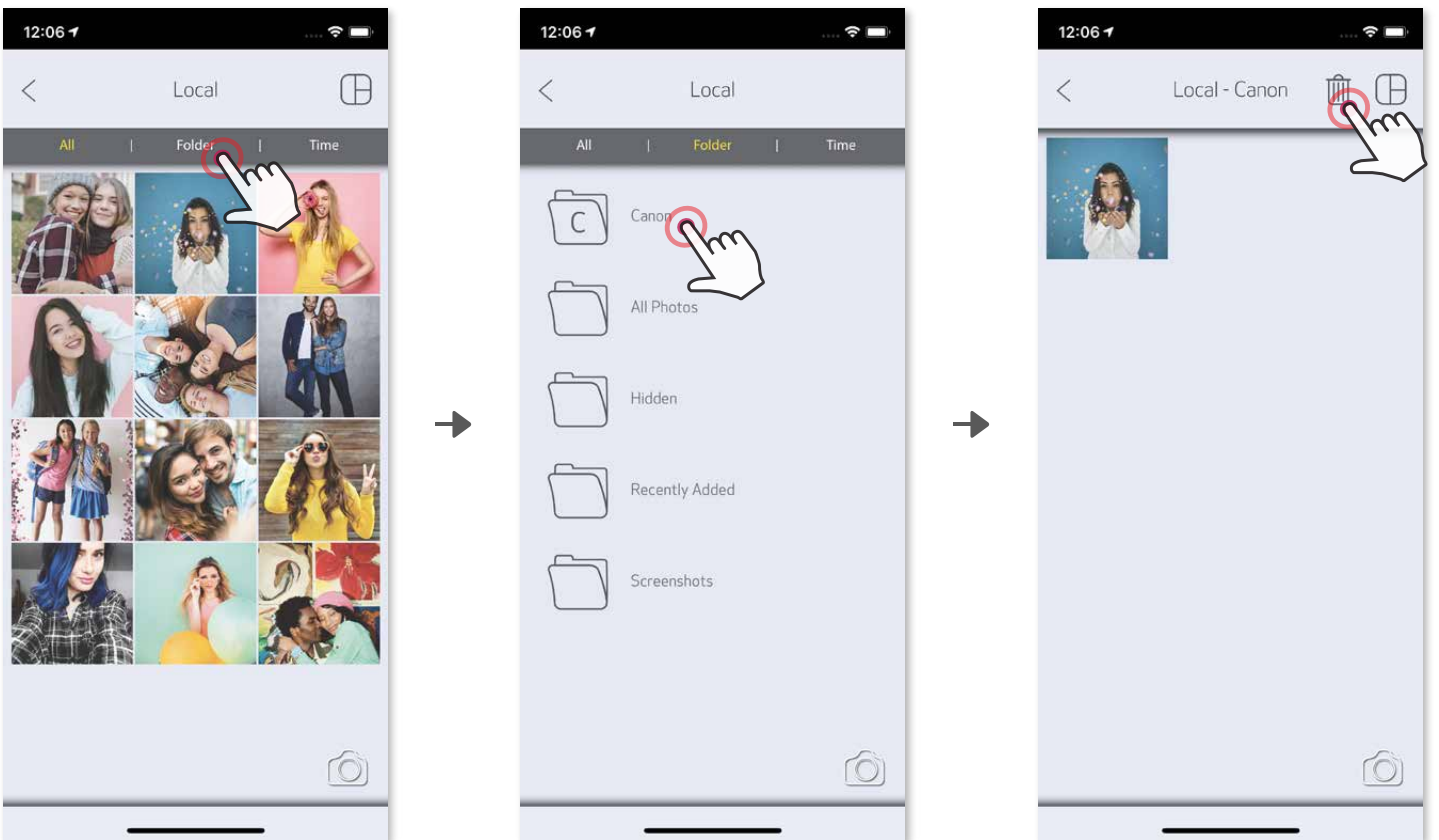 12:06
Local
All | Folder | Time
12:06
Local
All | Folder | Time
C Canon
All Photos
Hidden
Recently Added
Screenshots
12:06
Local - Canon